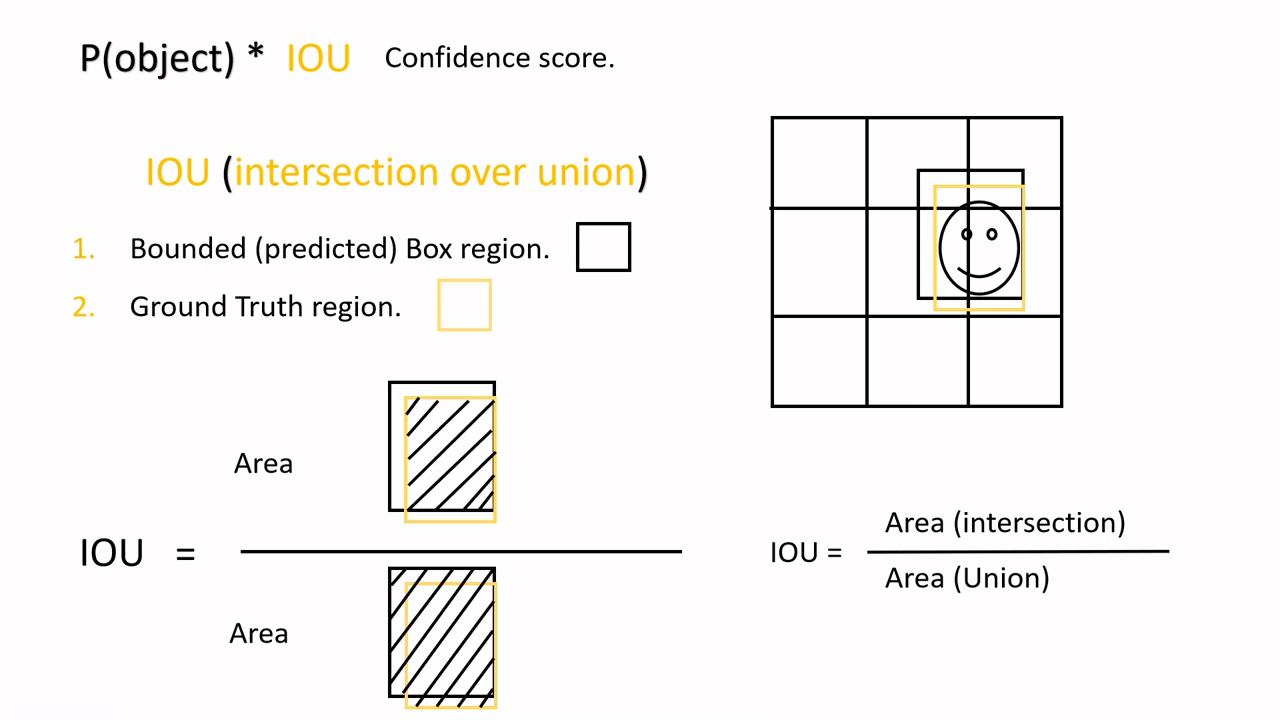 P(object) * IOU Confidence score.
IOU (intersection over union)
1. Bounded (predicted) Box region.
2. Ground Truth region.
Area
IOU =
Area
IOU =
Area (intersection)
Area (Union)